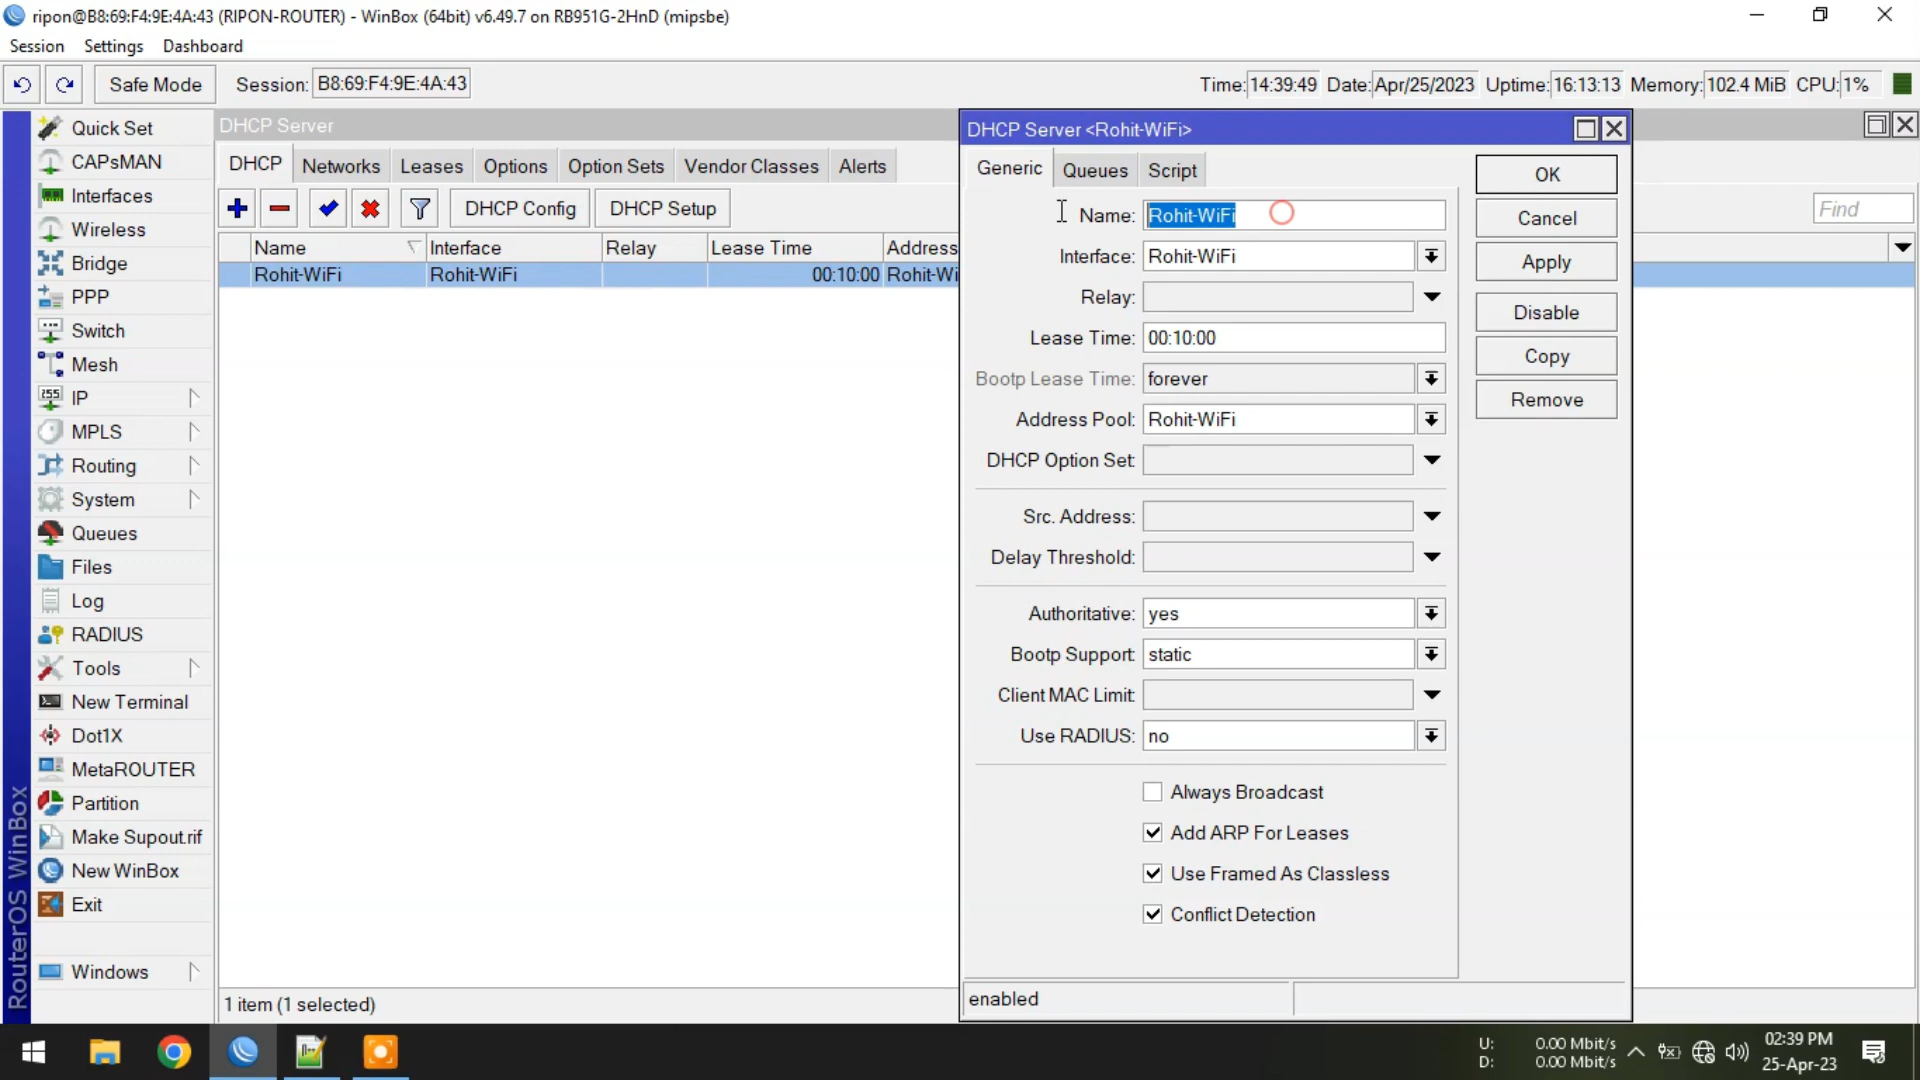 ripon@B8:69:F4:9E:4A:43 (RIPON-ROUTER) - WinBox (64bit) v6.49.7 on RB951G-2HnD (mipsbe)
Session Settings Dashboard
Safe Mode Session: B8:69:F4:9E:4A:43 Time: 14:39:49 Date: Apr/25/2023 Uptime: 16:13:13 Memory: 102.4 MiB CPU: 1%
RouterOS WinBox
Quick Set
CAPsMAN
Interfaces
Wireless
Bridge
PPP
Switch
Mesh
255
IP
MPLS
Routing
System
Queues
Files
Log
RADIUS
Tools
New Terminal
Dot1X
MetaROUTER
Partition
Make Supout.rif
New WinBox
Exit
Windows
DHCP Server
DHCP Networks Leases Options Option Sets Vendor Classes Alerts
DHCP Config DHCP Setup
Find
Name Interface Relay Lease Time Address
Rohit-WiFi Rohit-WiFi 00:10:00 Rohit-Wi
1 item (1 selected)
DHCP Server <Rohit-WiFi>
Generic Queues Script
Name: Rohit-WiFi
Interface: Rohit-WiFi
Relay:
Lease Time: 00:10:00
Bootp Lease Time: forever
Address Pool: Rohit-WiFi
DHCP Option Set:
Src. Address:
Delay Threshold:
Authoritative: yes
Bootp Support: static
Client MAC Limit:
Use RADIUS: no
Always Broadcast
Add ARP For Leases
Use Framed As Classless
Conflict Detection
enabled
OK
Cancel
Apply
Disable
Copy
Remove
U: 0.00 Mbit/s
D: 0.00 Mbit/s
02:39 PM
25-Apr-23